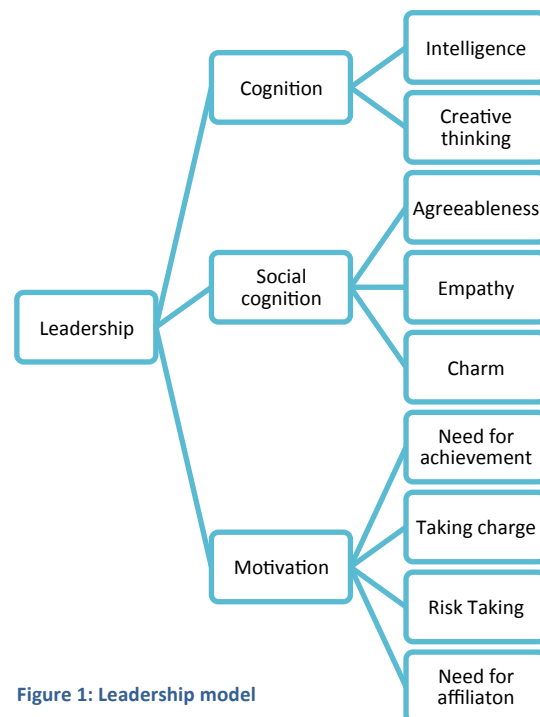 Intelligence
Cognition
Creative
thinking
Agreeableness
Social
cognition
Empathy
Leadership
Charm
Need for
achievement
Taking charge
Motivation
Risk Taking
Need for
affiliaton
Figure 1: Leadership model